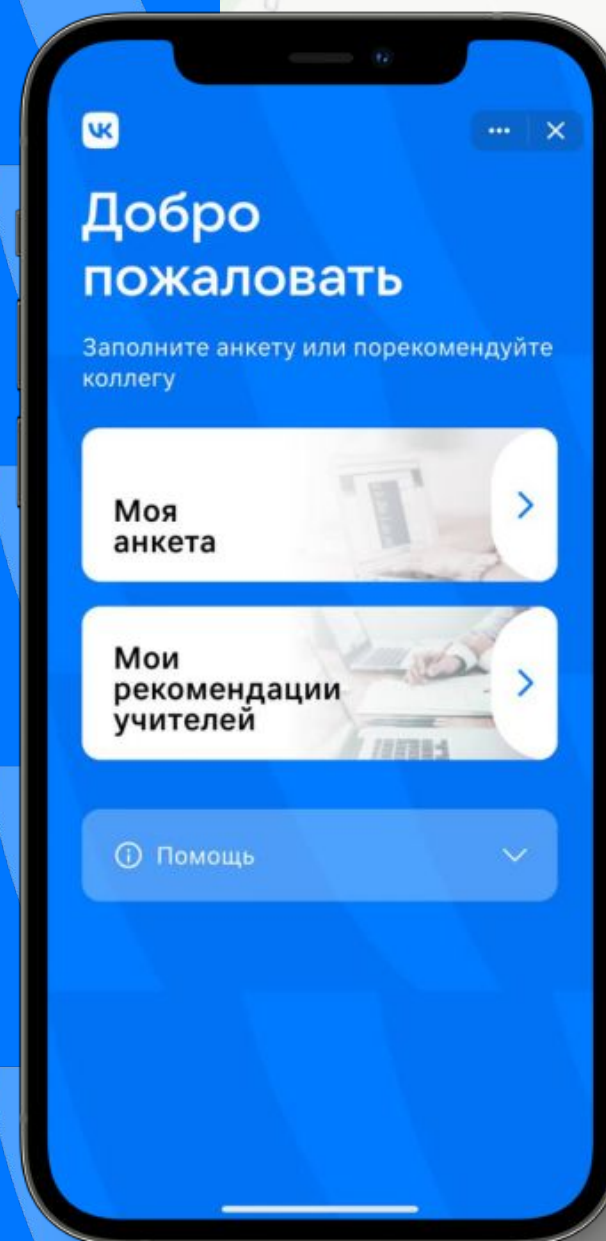 Добро
пожаловать
Заполните анкету или порекомендуйте
коллегу
Моя
анкета
Мои
рекомендации
учителей
Помощь